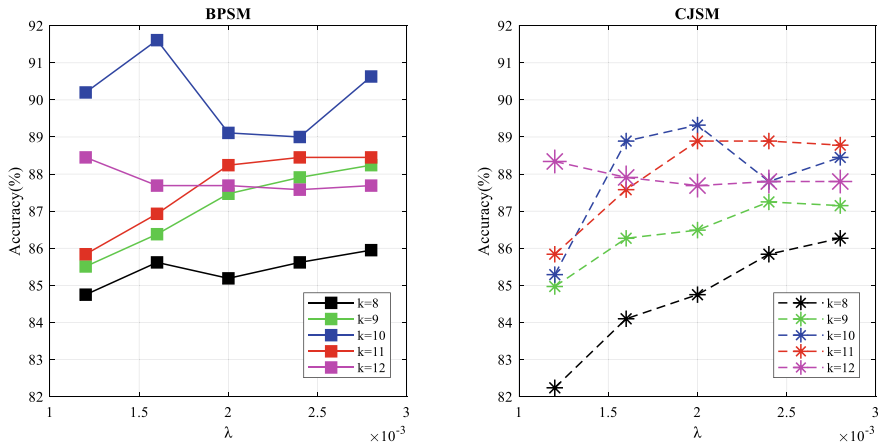 BPSM
92
91
90
89
88
87
86
85
84
83
82
Accuracy(%)
1
1.5
2
2.5
3
λ
×10-3
k=8
k=9
k=10
k=11
k=12
CJSM
92
91
90
89
88
87
86
85
84
83
82
Accuracy(%)
1
1.5
2
2.5
3
λ
×10-3
k=8
k=9
k=10
k=11
k=12